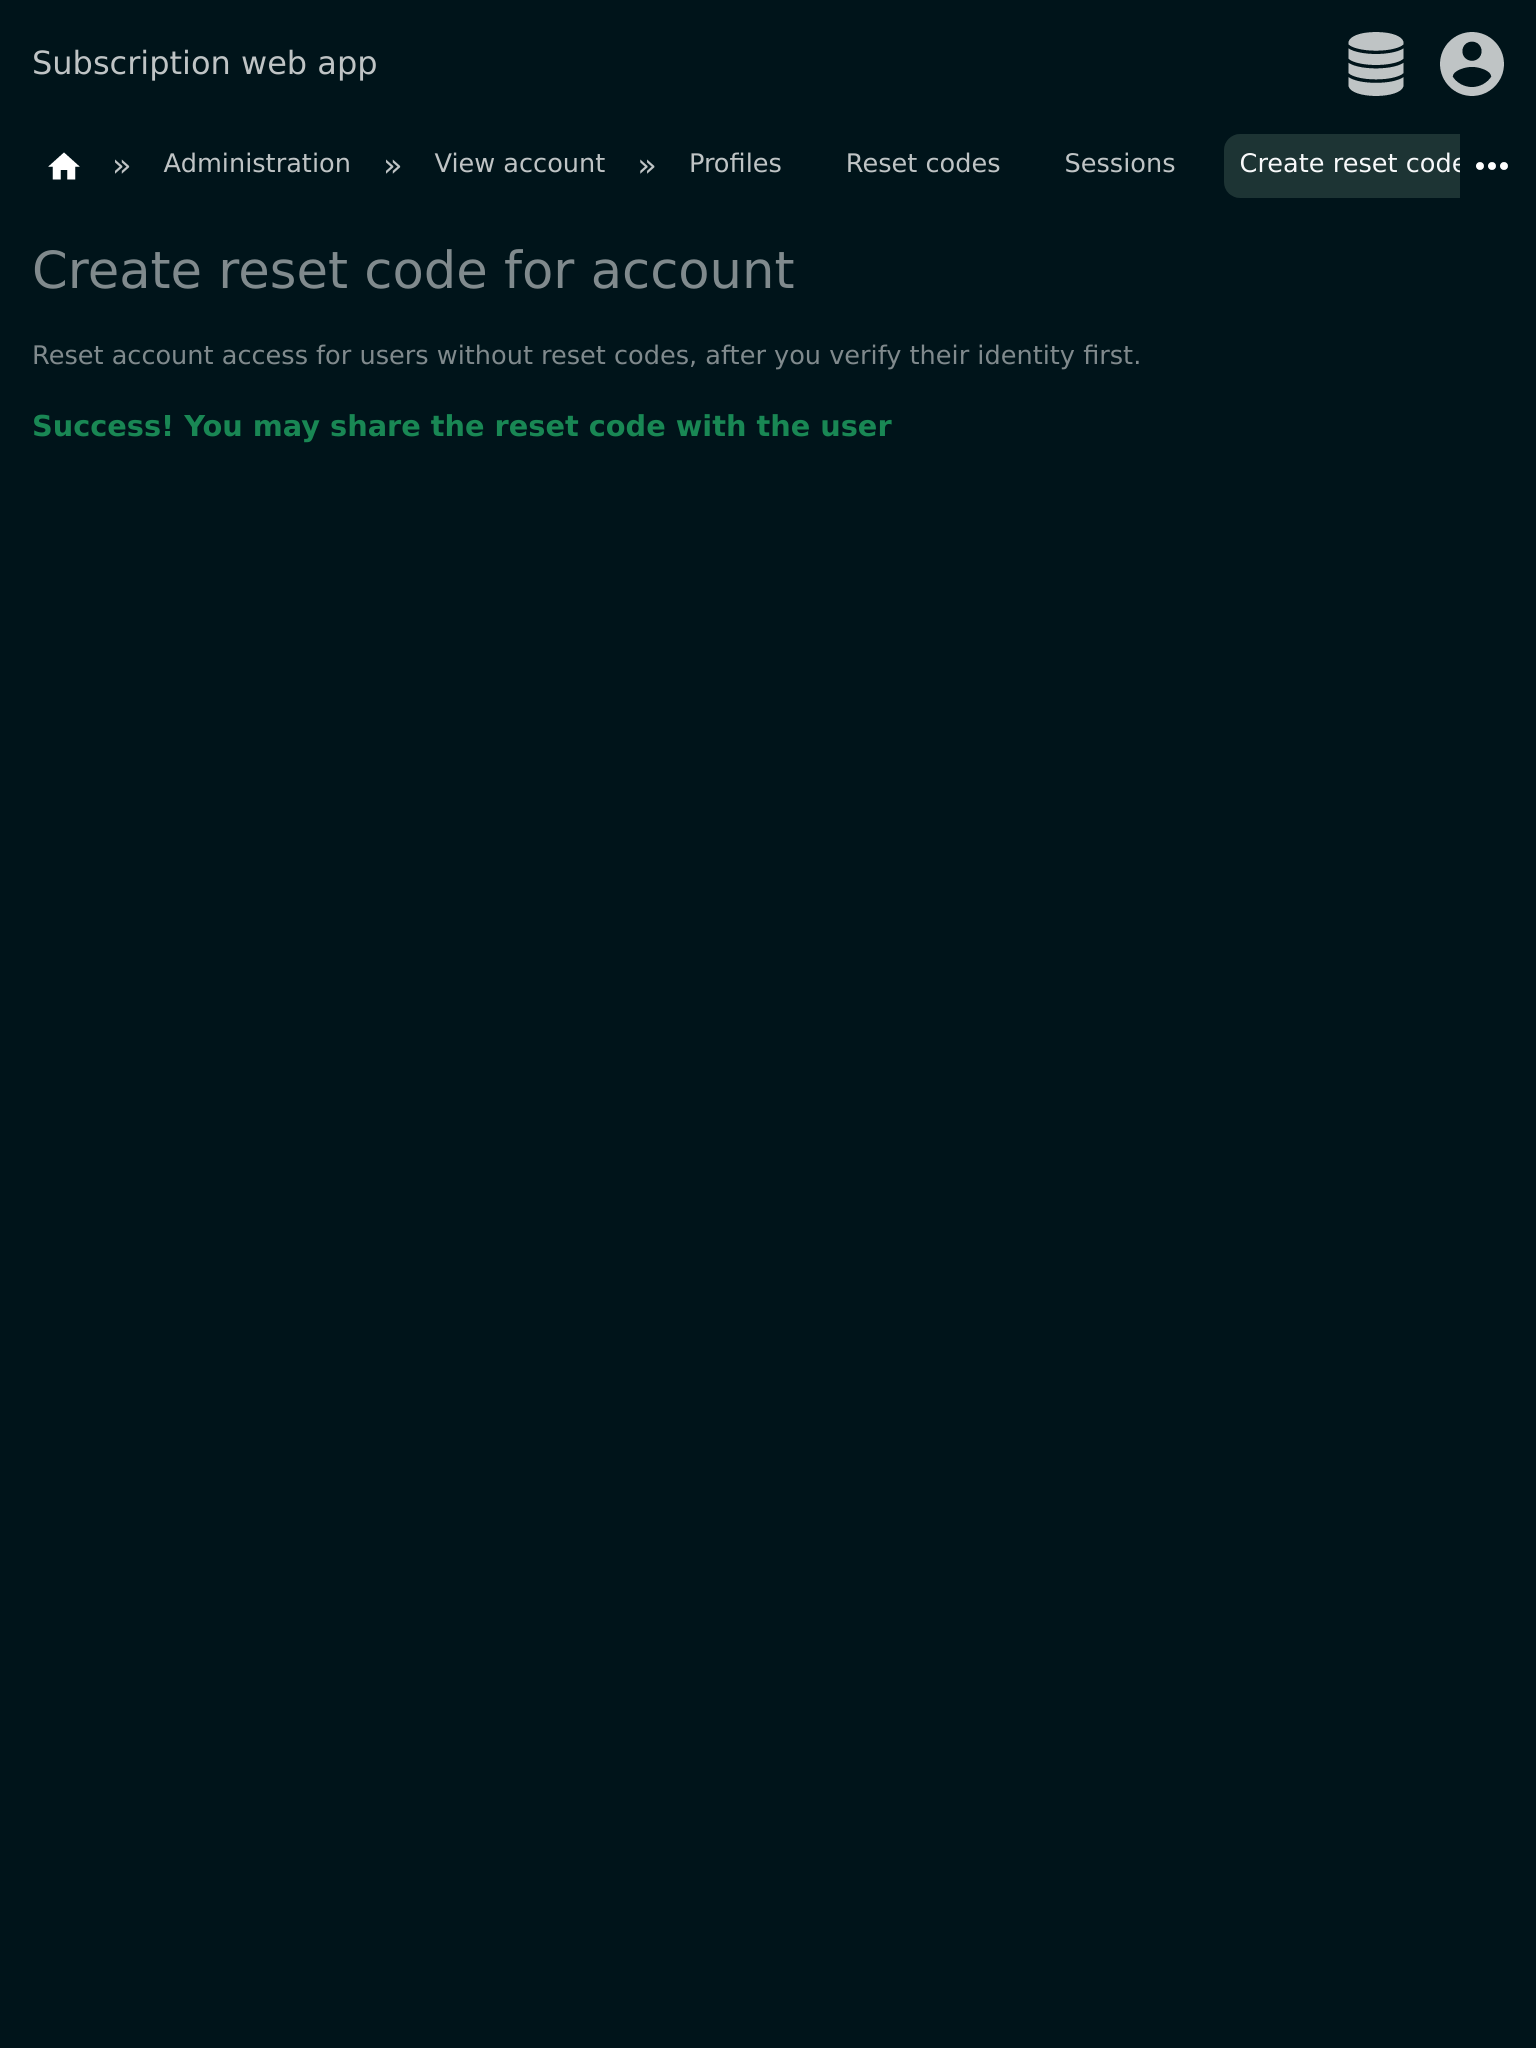 Subscription web app
» Administration » View account » Profiles Reset codes Sessions Create reset code
Create reset code for account
Reset account access for users without reset codes, after you verify their identity first.
Success! You may share the reset code with the user